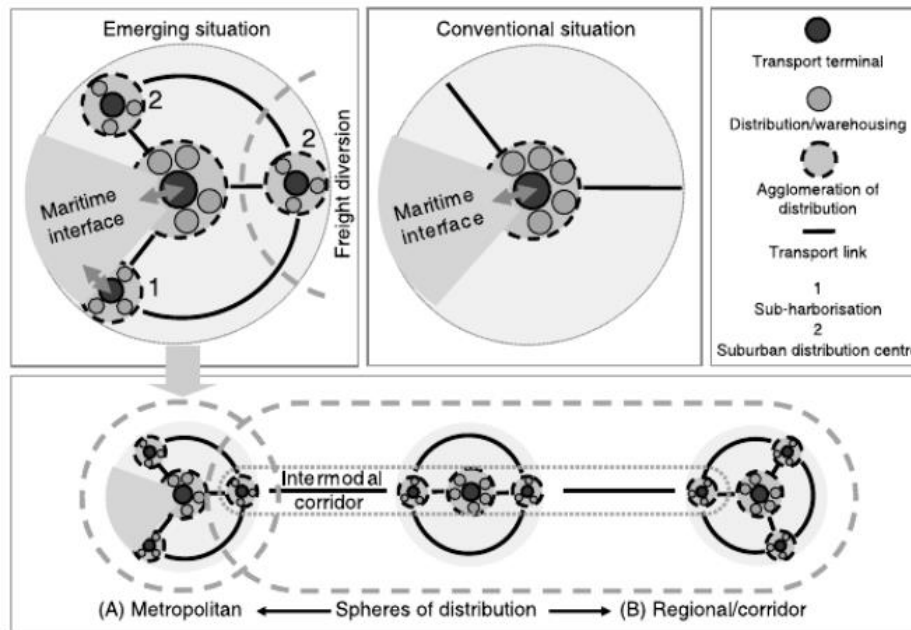 Emerging situation
2
2
Maritime
interface
1
Freight diversion
Conventional situation
Maritime
interface
Transport terminal
Distribution/warehousing
Agglomeration of
distribution
Transport link
1
Sub-harborisation
2
Suburban distribution centre
Intermodal
corridor
(A) Metropolitan
Spheres of distribution
(B) Regional/corridor